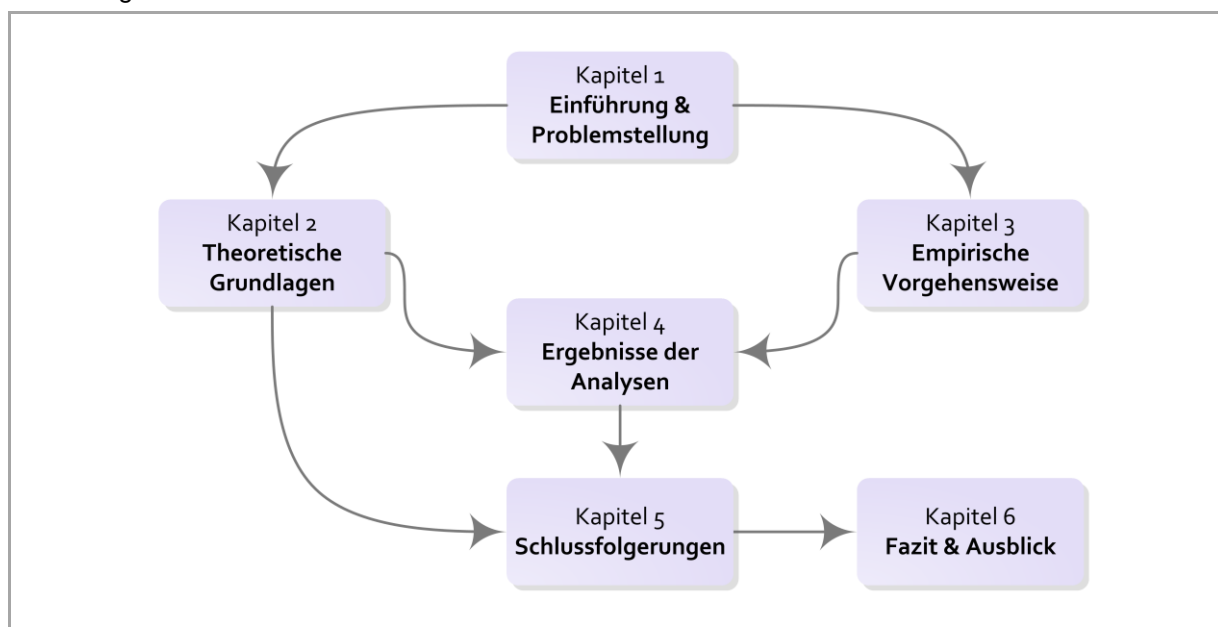 Kapitel 1
Einführung &
Problemstellung
Kapitel 2
Theoretische
Grundlagen
Kapitel 3
Empirische
Vorgehensweise
Kapitel 4
Ergebnisse der
Analysen
Kapitel 5
Schlussfolgerungen
Kapitel 6
Fazit & Ausblick